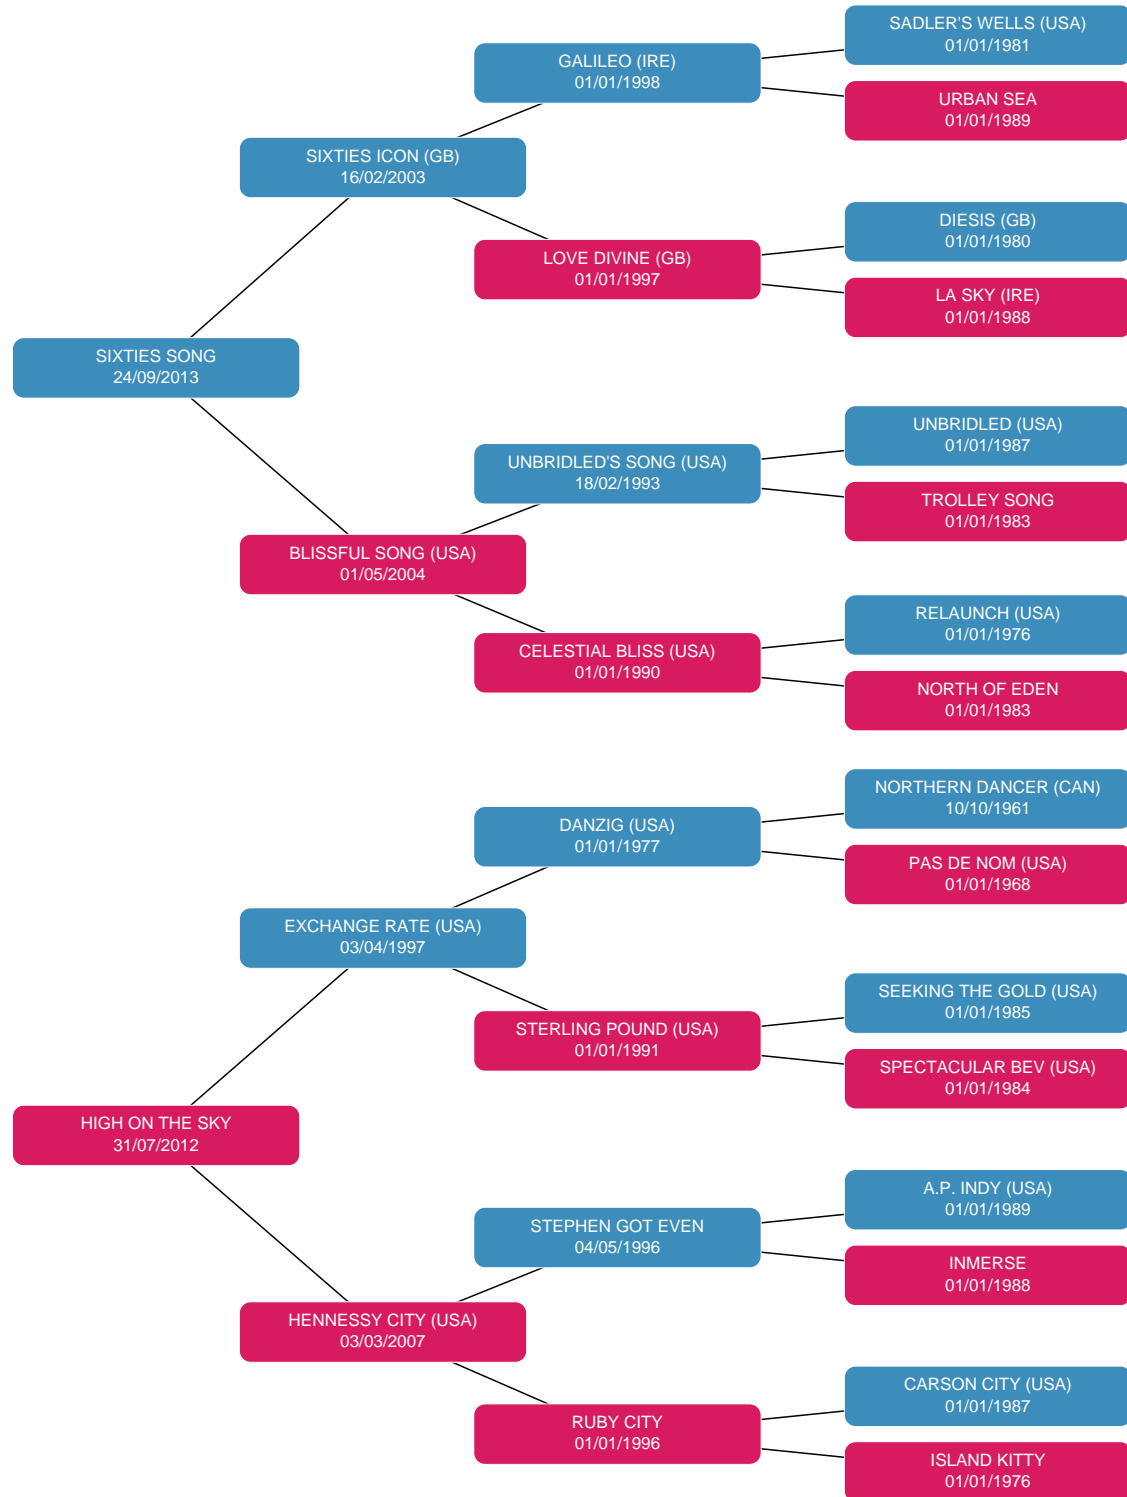 SADLER'S WELLS (USA)
01/01/1981
GALILEO (IRE)
01/01/1998
URBAN SEA
01/01/1989
SIXTIES ICON (GB)
16/02/2003
DIESIS (GB)
01/01/1980
LOVE DIVINE (GB)
01/01/1997
LA SKY (IRE)
01/01/1988
SIXTIES SONG
24/09/2013
UNBRIDLED (USA)
01/01/1987
UNBRIDLED'S SONG (USA)
18/02/1993
TROLLEY SONG
01/01/1983
BLISSFUL SONG (USA)
01/05/2004
RELAUNCH (USA)
01/01/1976
CELESTIAL BLISS (USA)
01/01/1990
NORTH OF EDEN
01/01/1983
NORTHERN DANCER (CAN)
10/10/1961
DANZIG (USA)
01/01/1977
PAS DE NOM (USA)
01/01/1968
EXCHANGE RATE (USA)
03/04/1997
SEEKING THE GOLD (USA)
01/01/1985
STERLING POUND (USA)
01/01/1991
SPECTACULAR BEV (USA)
01/01/1984
HIGH ON THE SKY
31/07/2012
A.P. INDY (USA)
01/01/1989
STEPHEN GOT EVEN
04/05/1996
INMERSE
01/01/1988
HENNESSY CITY (USA)
03/03/2007
CARSON CITY (USA)
01/01/1987
RUBY CITY
01/01/1996
ISLAND KITTY
01/01/1976